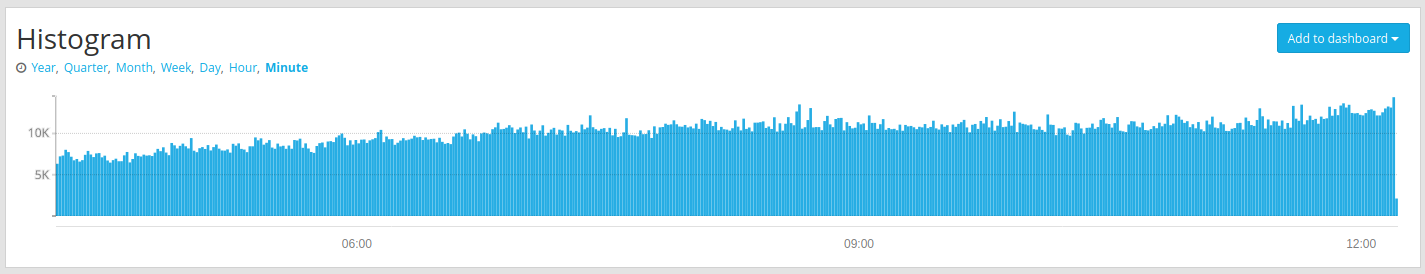 Histogram
Add to dashboard
Year, Quarter, Month, Week, Day, Hour, Minute
10K
5K
06:00 09:00 12:00